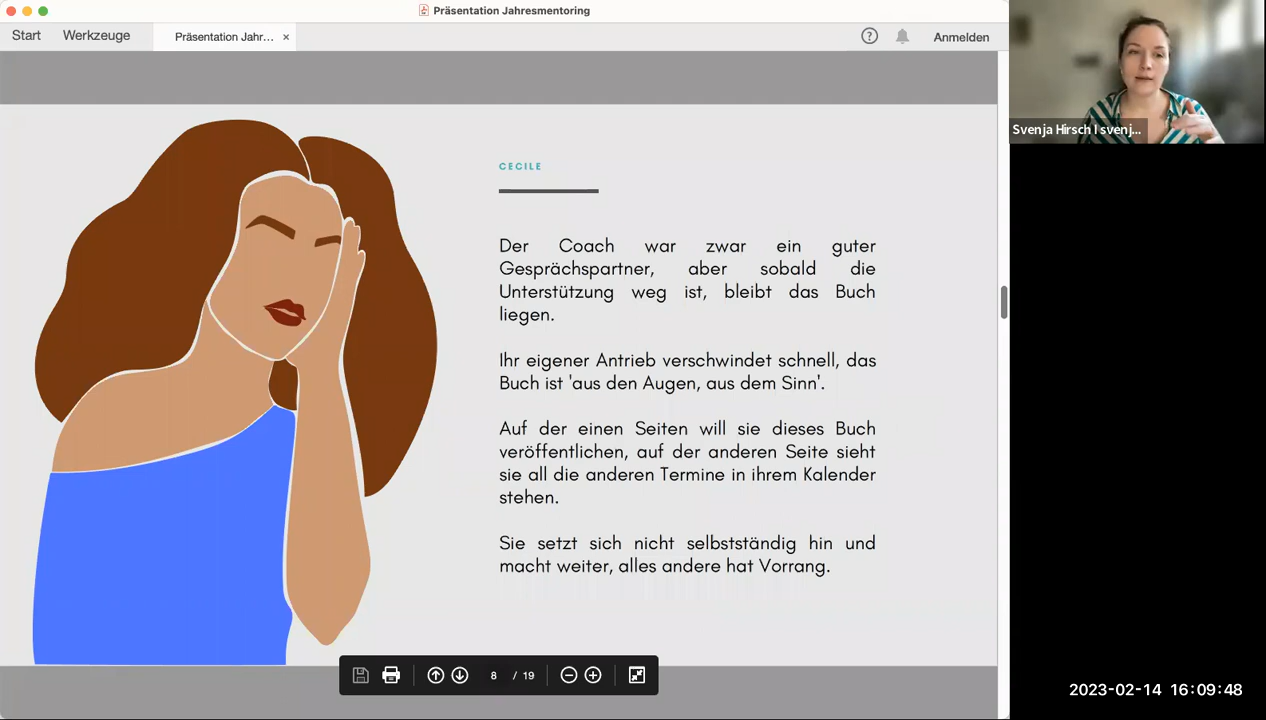 Präsentation Jahresmentoring
Start
Werkzeuge
Präsentation Jahr...
×
?
Anmelden
Svenja Hirsch I svenj...
CECILE
Der Coach war zwar ein guter
Gesprächspartner, aber sobald die
Unterstützung weg ist, bleibt das Buch
liegen.
Ihr eigener Antrieb verschwindet schnell, das
Buch ist 'aus den Augen, aus dem Sinn'.
Auf der einen Seiten will sie dieses Buch
veröffentlichen, auf der anderen Seite sieht
sie all die anderen Termine in ihrem Kalender
stehen.
Sie setzt sich nicht selbstständig hin und
macht weiter, alles andere hat Vorrang.
8 / 19
2023-02-14 16:09:48